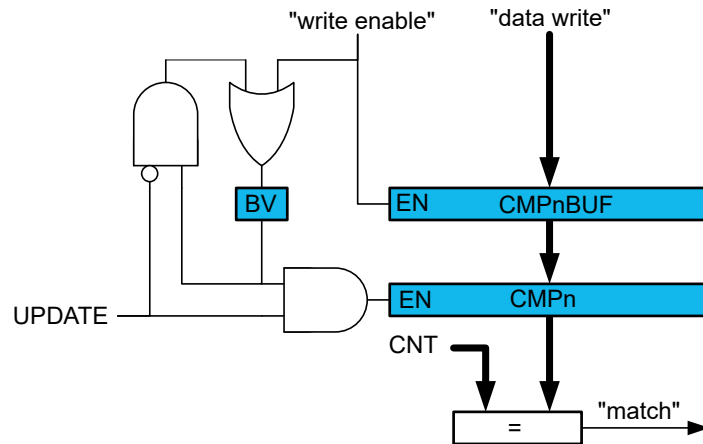 "write enable"
"data write"
BV
EN
CMPnBUF
EN
CMPn
UPDATE
CNT
=
"match"